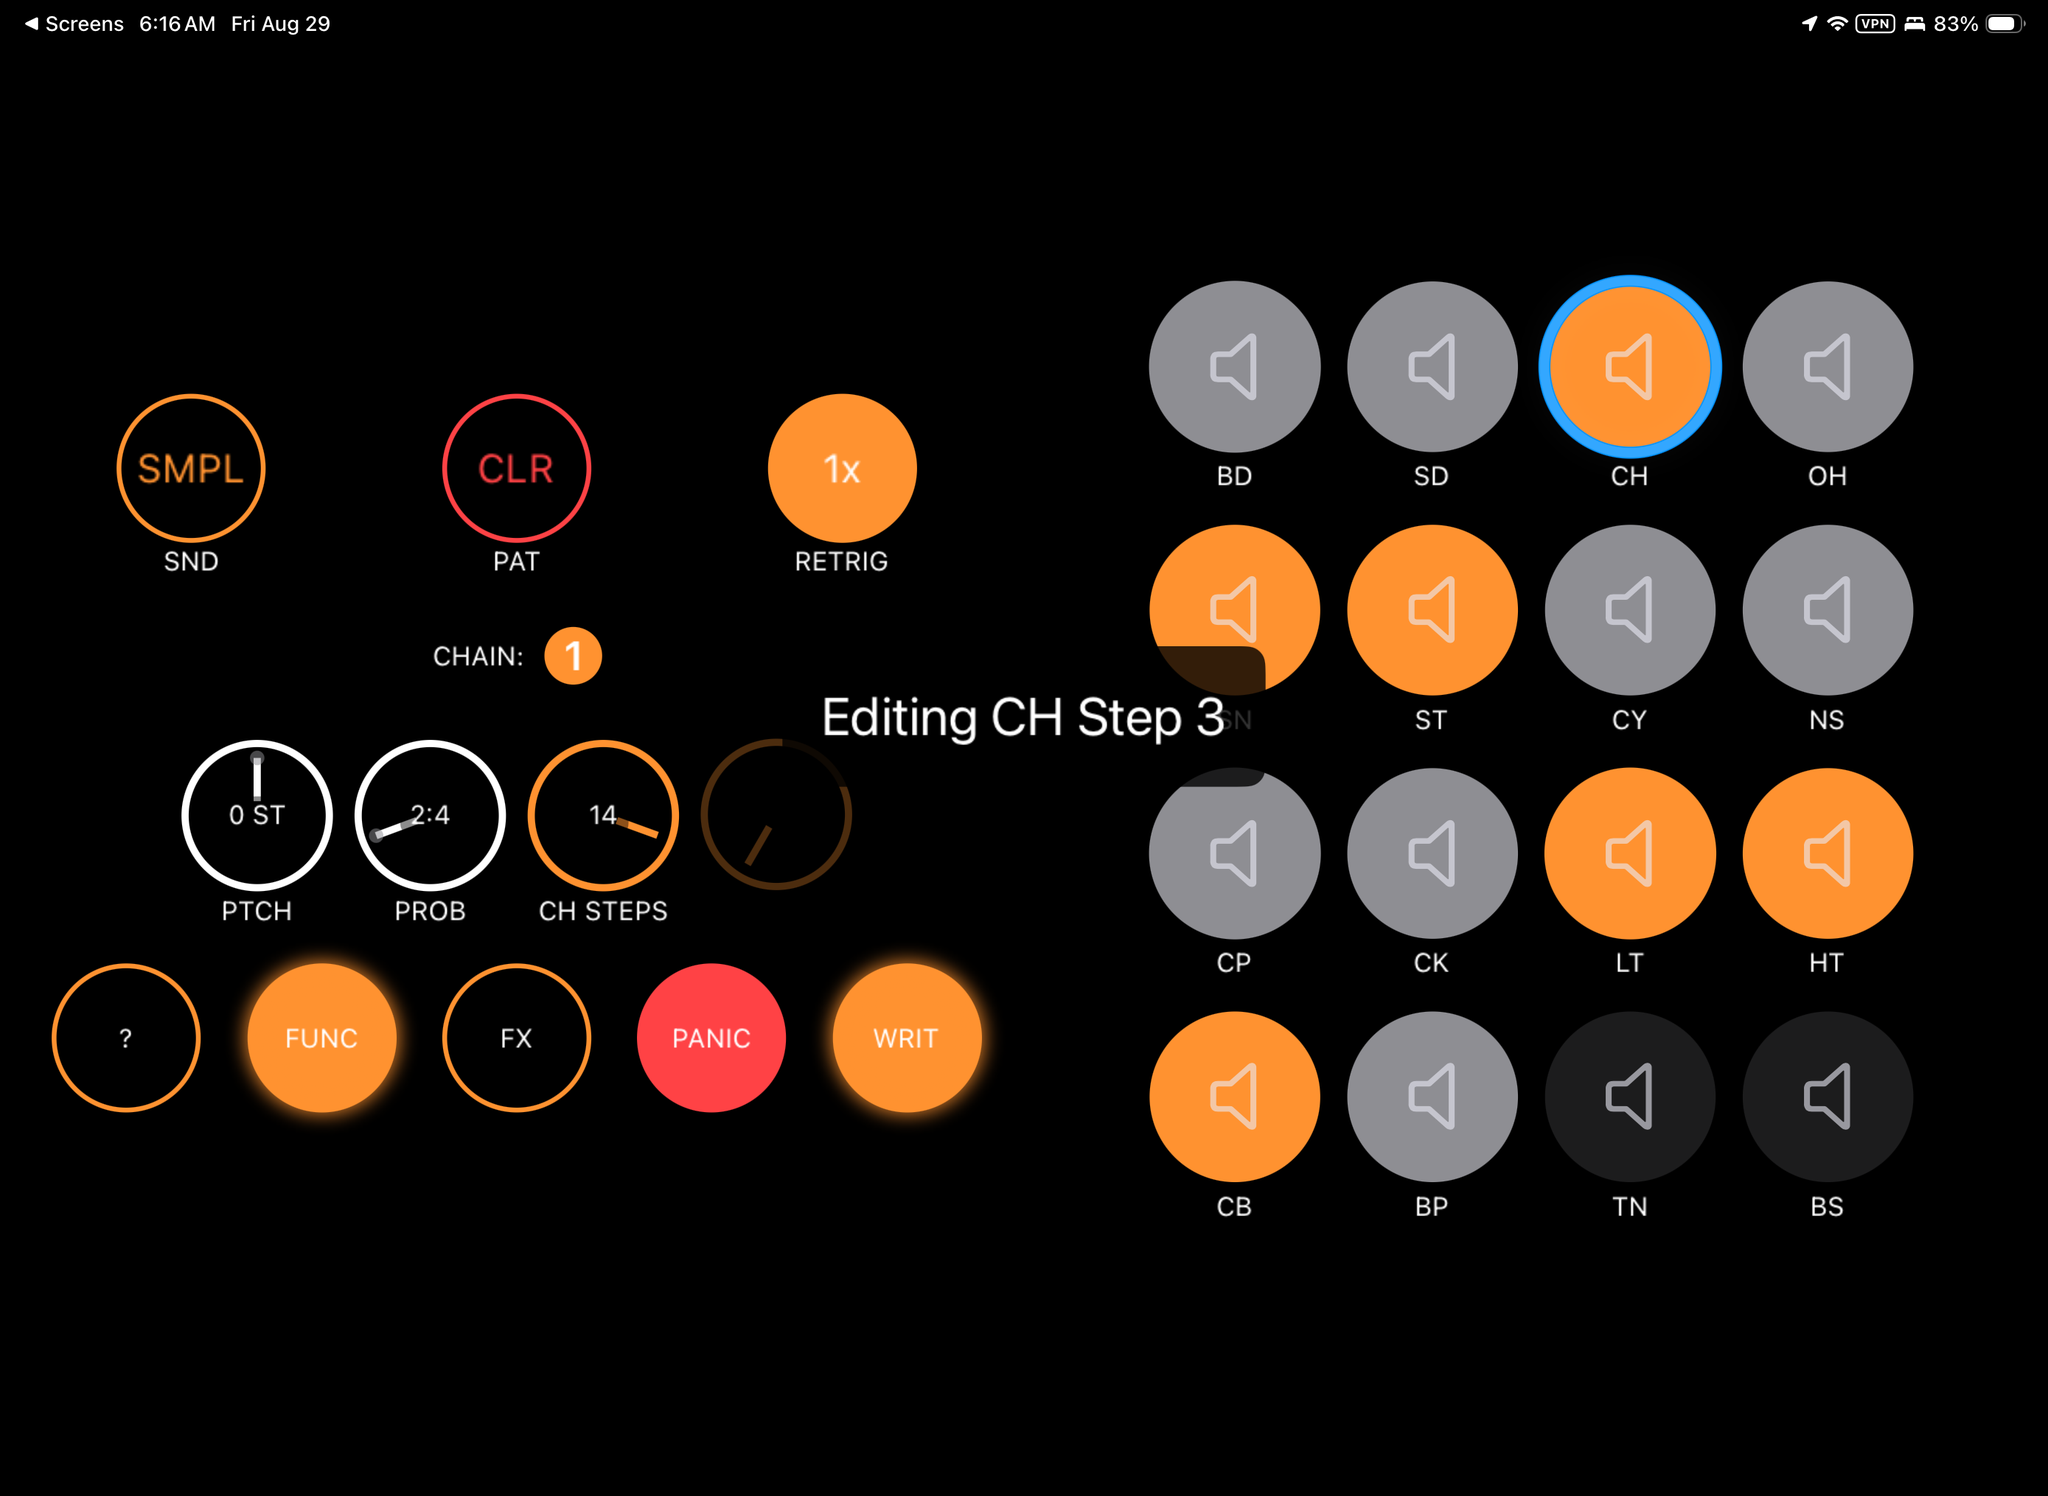 ◀ Screens 6:16 AM Fri Aug 29
VPN 83%
BD SD CH OH
SMPL CLR 1x
SND PAT RETRIG
CHAIN: 1
Editing CH Step 3
SN ST CY NS
0 ST 2:4 14
PTCH PROB CH STEPS
CP CK LT HT
? FUNC FX PANIC WRIT
CB BP TN BS